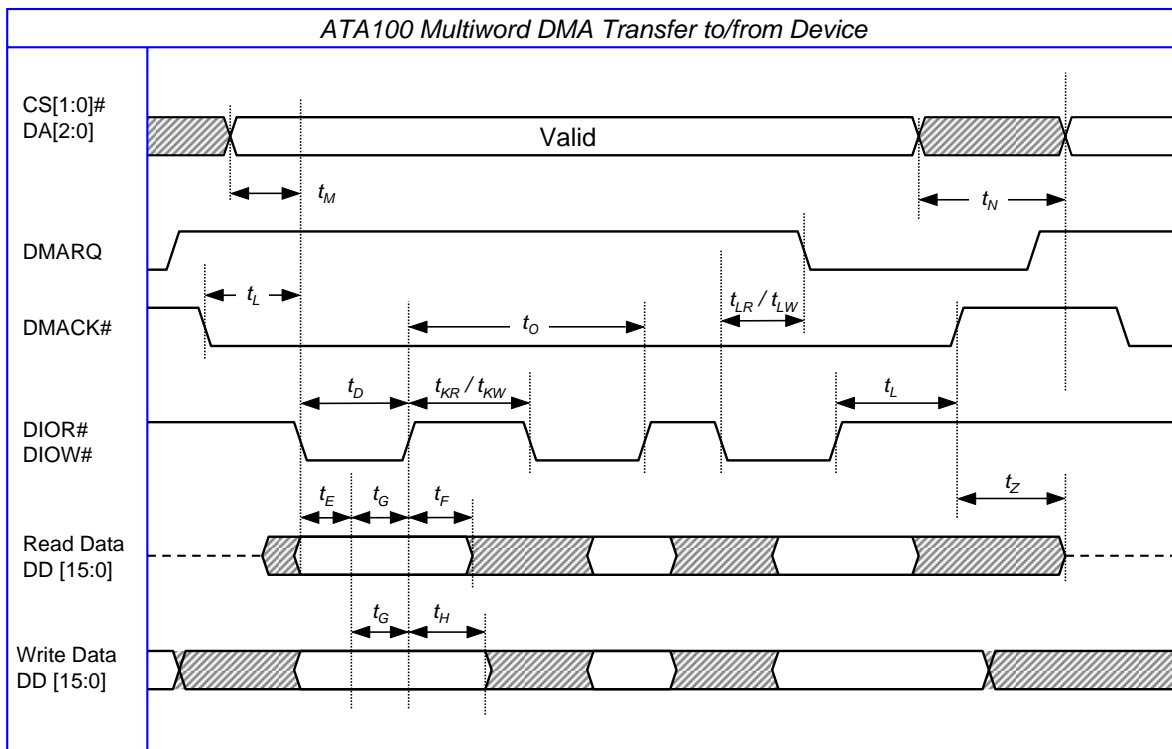 ATA100 Multiword DMA Transfer to/from Device
CS[1:0]#
DA[2:0]
Valid
tM
tN
DMARQ
tL
tLR / tLW
DMACK#
tO
tD
tKR / tKW
tL
DIOR#
DIOW#
tE
tG
tF
tZ
Read Data
DD [15:0]
tG
tH
Write Data
DD [15:0]